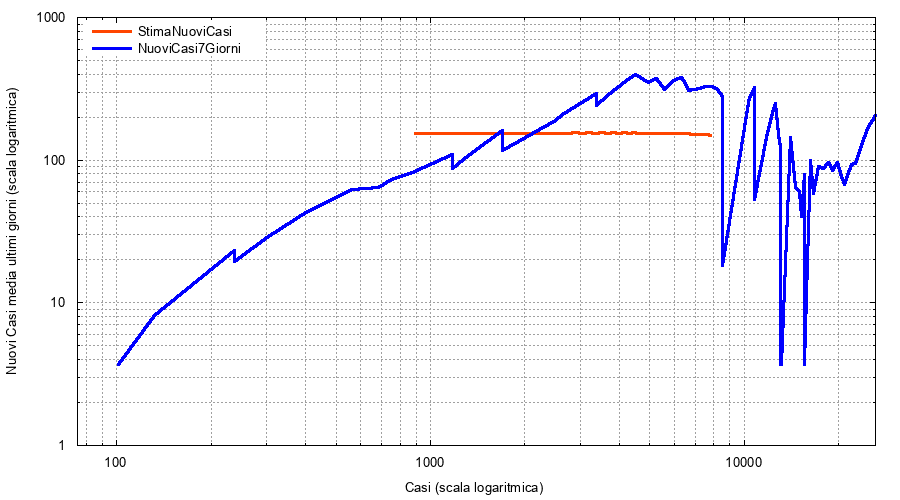 1000
StimaNuoviCasi
NuoviCasi7Giorni
100
10
1
100
1000
10000
Nuovi Casi media ultimi giorni (scala logaritmica)
Casi (scala logaritmica)